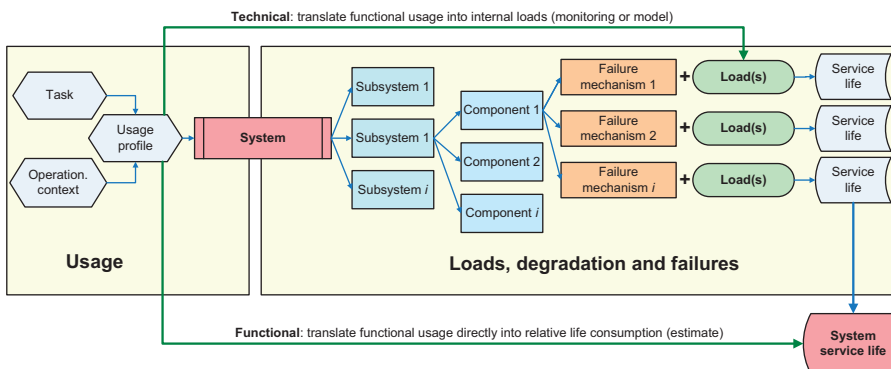 Technical: translate functional usage into internal loads (monitoring or model)
Task
Usage
profile
Operation.
context
Usage
System
Subsystem 1
Subsystem 1
Subsystem i
Component 1
Component 2
Component i
Failure
mechanism 1
+
Load(s)
Service
life
Failure
mechanism 2
+
Load(s)
Service
life
Failure
mechanism i
+
Load(s)
Service
life
Loads, degradation and failures
Functional: translate functional usage directly into relative life consumption (estimate)
System
service life